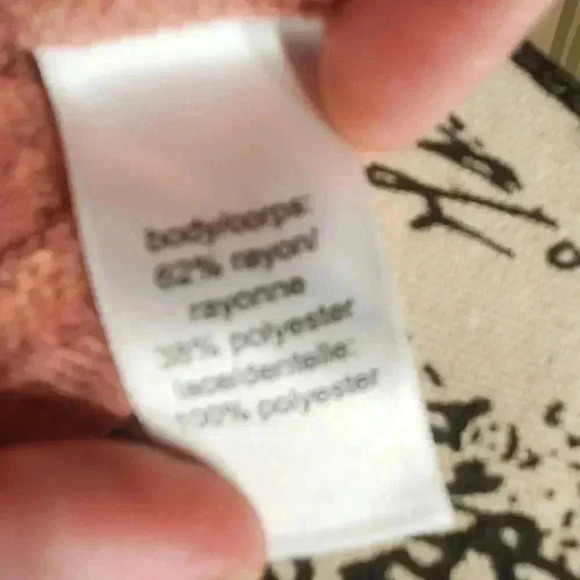 body/corps:
62% rayon/
rayonne
38% polyester
lace/dentelle:
100% polyester